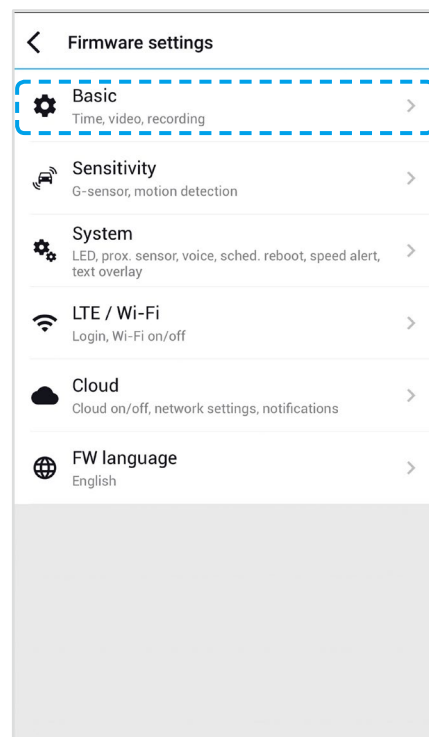 Firmware settings
Basic
Time, video, recording
Sensitivity
G-sensor, motion detection
System
LED, prox. sensor, voice, sched. reboot, speed alert,
text overlay
LTE / Wi-Fi
Login, Wi-Fi on/off
Cloud
Cloud on/off, network settings, notifications
FW language
English